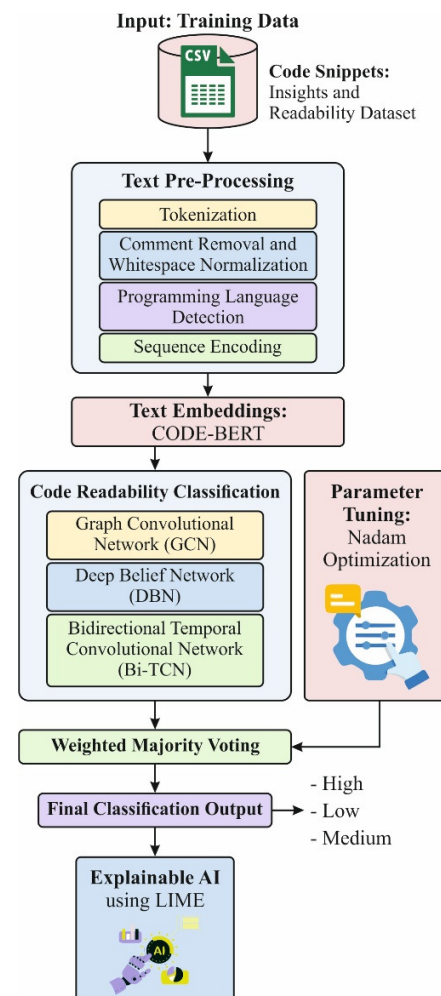 Input: Training Data
CSV
Code Snippets:
Insights and
Readability Dataset
Text Pre-Processing
Tokenization
Comment Removal and
Whitespace Normalization
Programming Language
Detection
Sequence Encoding
Text Embeddings:
CODE-BERT
Code Readability Classification
Graph Convolutional
Network (GCN)
Deep Belief Network
(DBN)
Bidirectional Temporal
Convolutional Network
(Bi-TCN)
Parameter
Tuning:
Nadam
Optimization
Weighted Majority Voting
Final Classification Output
- High
- Low
- Medium
Explainable AI
using LIME
AI